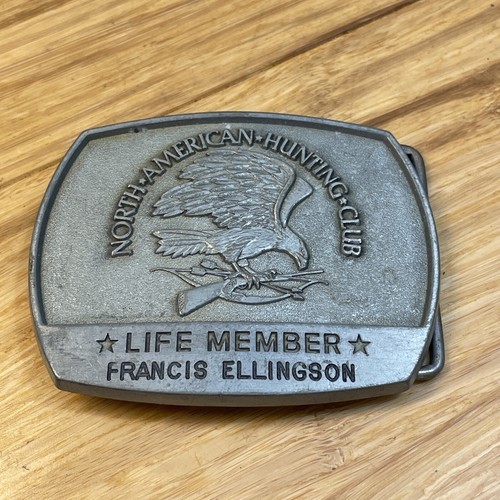 NORTH★AMERICAN★HUNTING★CLUB
★LIFE MEMBER★
FRANCIS ELLINGSON